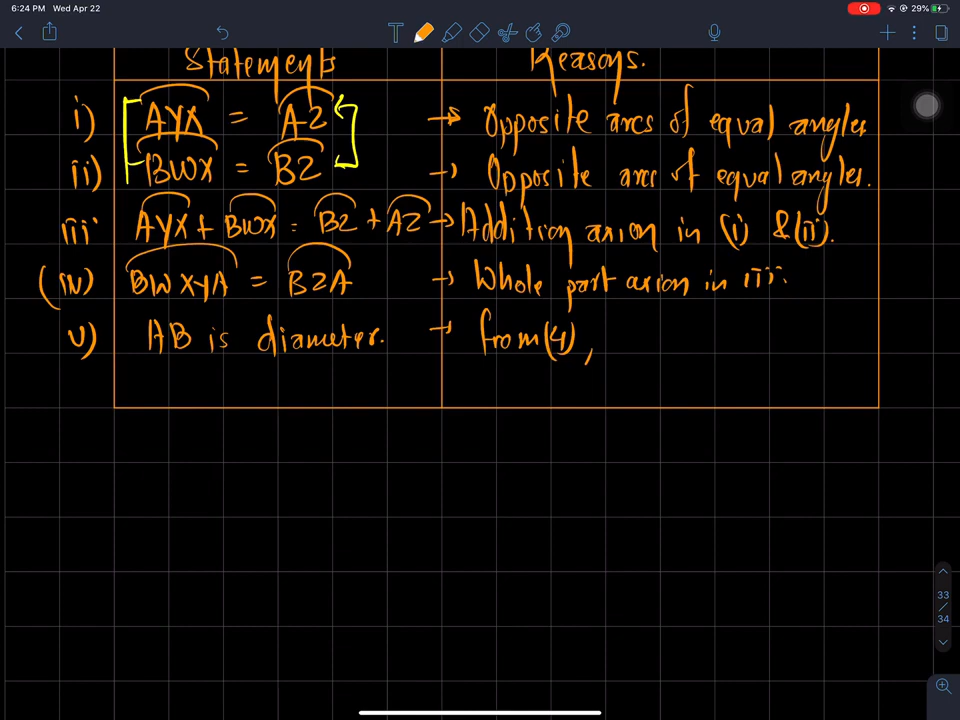 6:24 PM Wed Apr 22 29%
Statements Reasons.
i) AYX = AZ → Opposite arcs of equal angles
ii) BWX = BZ → Opposite arcs of equal angles.
iii AYX + BWX = BZ + AZ → Addition axion in (i) & (ii).
(iv) BWXYA = BZA → Whole part axion in iii.
v) AB is diameter. → from (4),
33
/
34